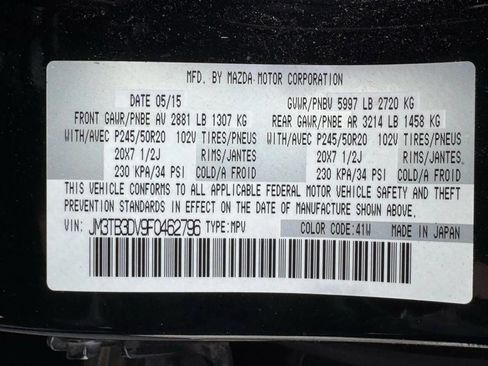 MFD. BY MAZDA MOTOR CORPORATION
DATE 05/15 GVWR/PNBV 5997 LB 2720 KG
FRONT GAWR/PNBE AV 2881 LB 1307 KG REAR GAWR/PNBE AR 3214 LB 1458 KG
WITH/AVEC P245/50R20 102V TIRES/PNEUS WITH/AVEC P245/50R20 102V TIRES/PNEUS
20X7 1/2J RIMS/JANTES 20X7 1/2J RIMS/JANTES
230 KPA/34 PSI COLD/A FROID 230 KPA/34 PSI COLD/A FROID
THIS VEHICLE CONFORMS TO ALL APPLICABLE FEDERAL MOTOR VEHICLE SAFETY AND THEFT
PREVENTION STANDARDS IN EFFECT ON THE DATE OF MANUFACTURE SHOWN ABOVE.
VIN: JM3TB3DV9F0462796 TYPE:MPV COLOR CODE:41W MADE IN JAPAN